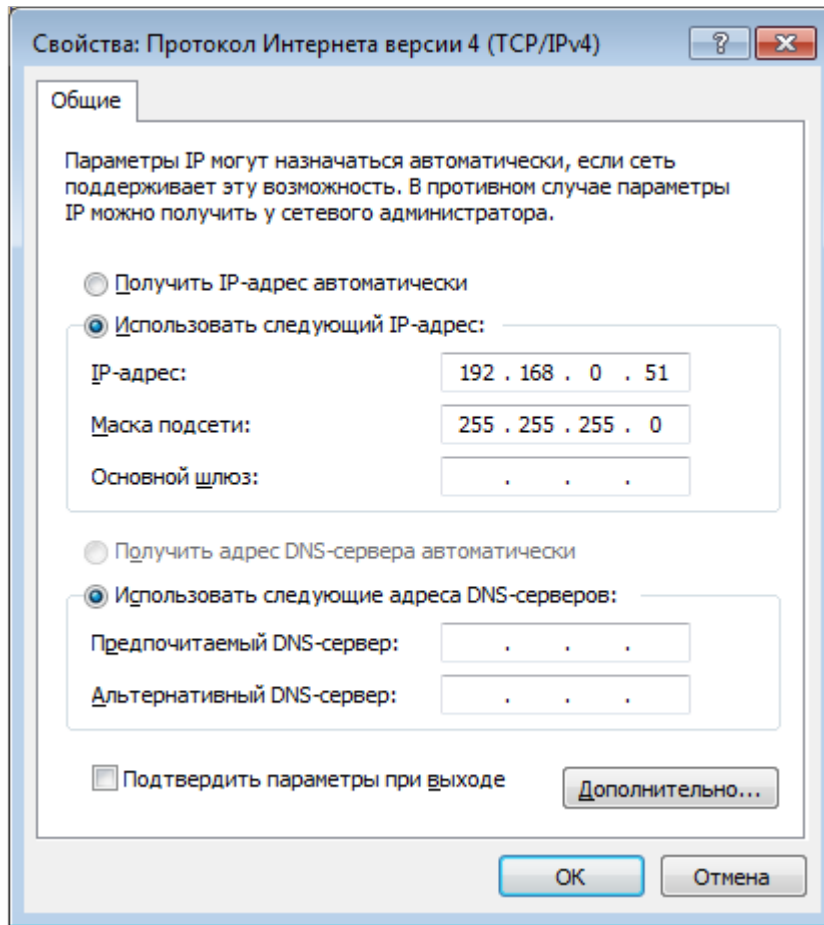 Свойства: Протокол Интернета версии 4 (TCP/IPv4)
?
Общие
Параметры IP могут назначаться автоматически, если сеть
поддерживает эту возможность. В противном случае параметры
IP можно получить у сетевого администратора.
Получить IP-адрес автоматически
Использовать следующий IP-адрес:
IP-адрес: 192 . 168 . 0 . 51
Маска подсети: 255 . 255 . 255 . 0
Основной шлюз: . . .
Получить адрес DNS-сервера автоматически
Использовать следующие адреса DNS-серверов:
Предпочитаемый DNS-сервер: . . .
Альтернативный DNS-сервер: . . .
Подтвердить параметры при выходе
Дополнительно...
ОК Отмена